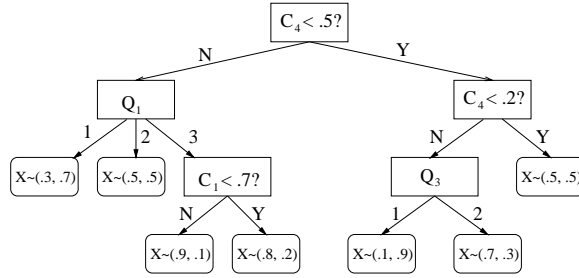 C₄ < .5?
N Y
Q₁ C₄ < .2?
1 2 3 N Y
X~(.3, .7) X~(.5, .5) C₁ < .7? Q₃ X~(.5, .5)
N Y 1 2
X~(.9, .1) X~(.8, .2) X~(.1, .9) X~(.7, .3)